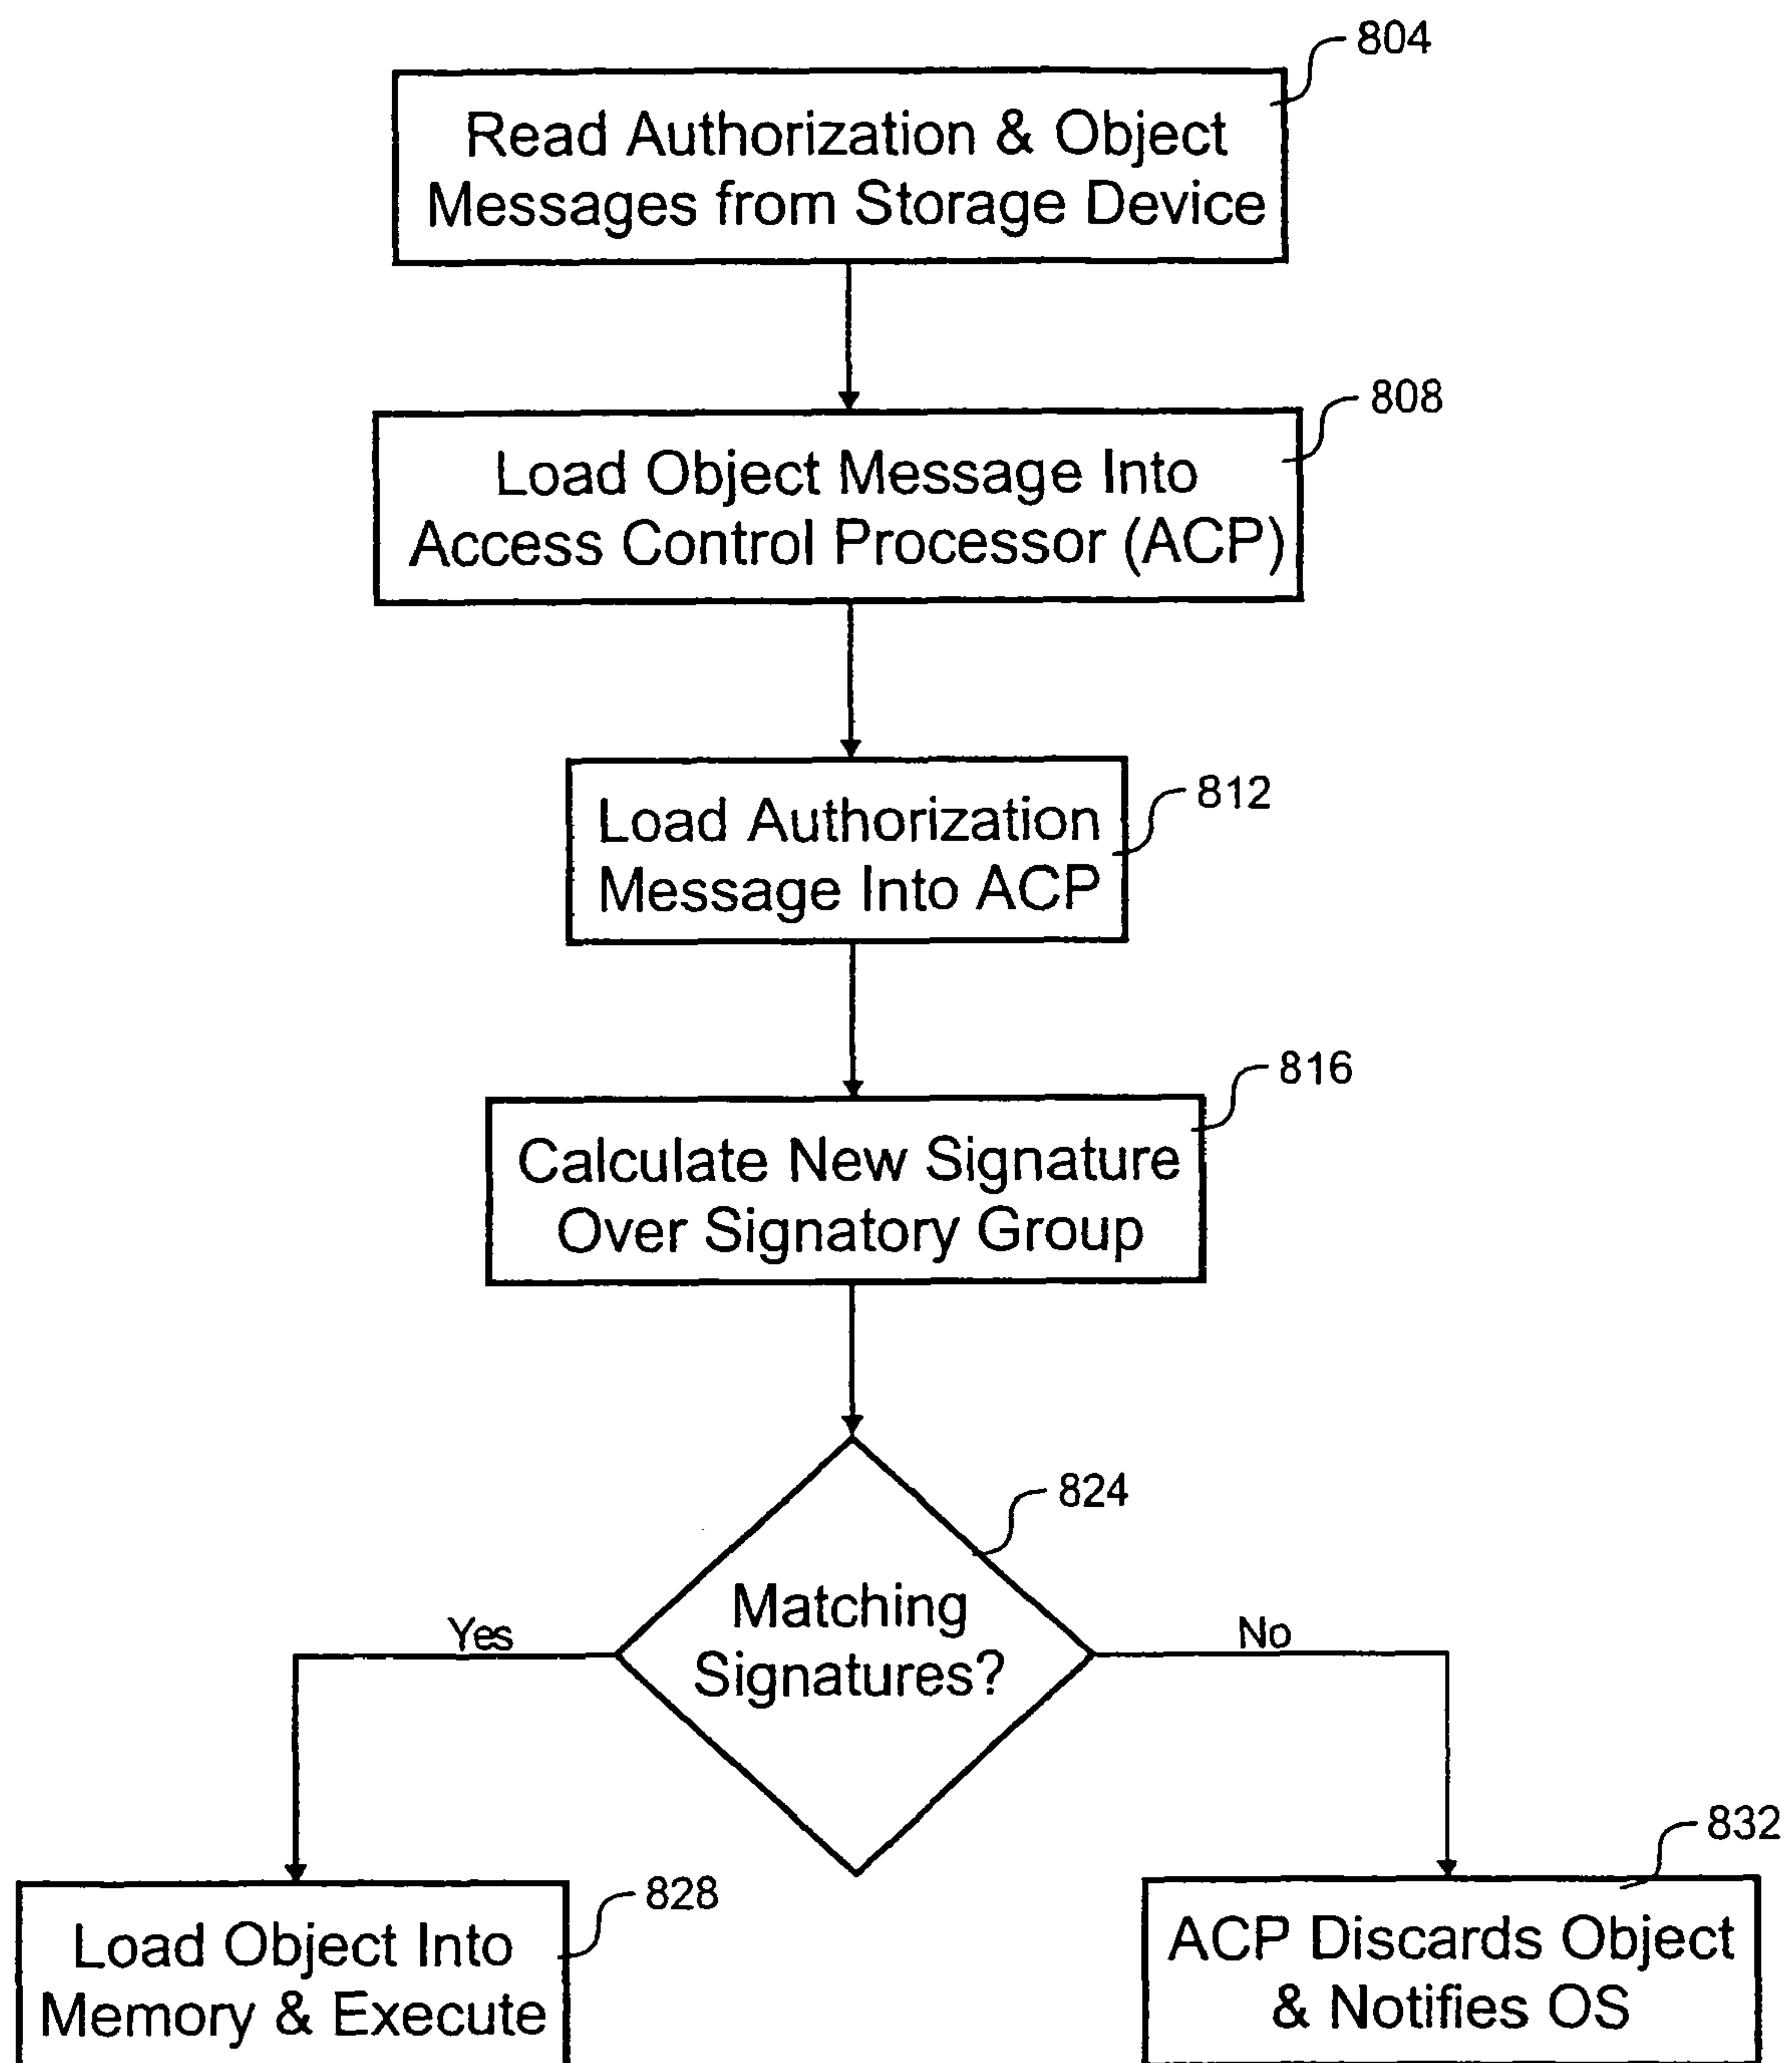 804
Read Authorization & Object
Messages from Storage Device
808
Load Object Message Into
Access Control Processor (ACP)
812
Load Authorization
Message Into ACP
816
Calculate New Signature
Over Signatory Group
824
Matching
Signatures?
Yes
No
828
Load Object Into
Memory & Execute
832
ACP Discards Object
& Notifies OS